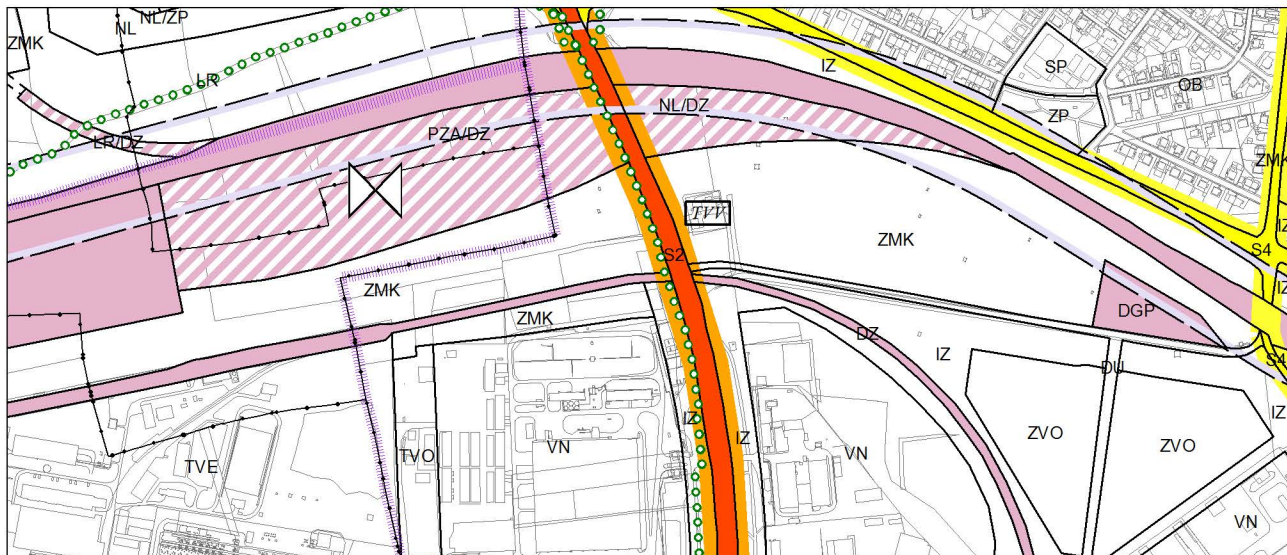 NL/ZP
NL
ZMK
LR
IZ
SP
OB
ZP
NL/DZ
PZA/DZ
LR/DZ
ZMK
TVV
ZMK
IZ
S2
S4
ZMK
IZ
DGP
ZMK
DZ
IZ
DU
S4
IZ
IZ
ZVO
IZ
VN
ZVO
VN
TVO
TVE
VN